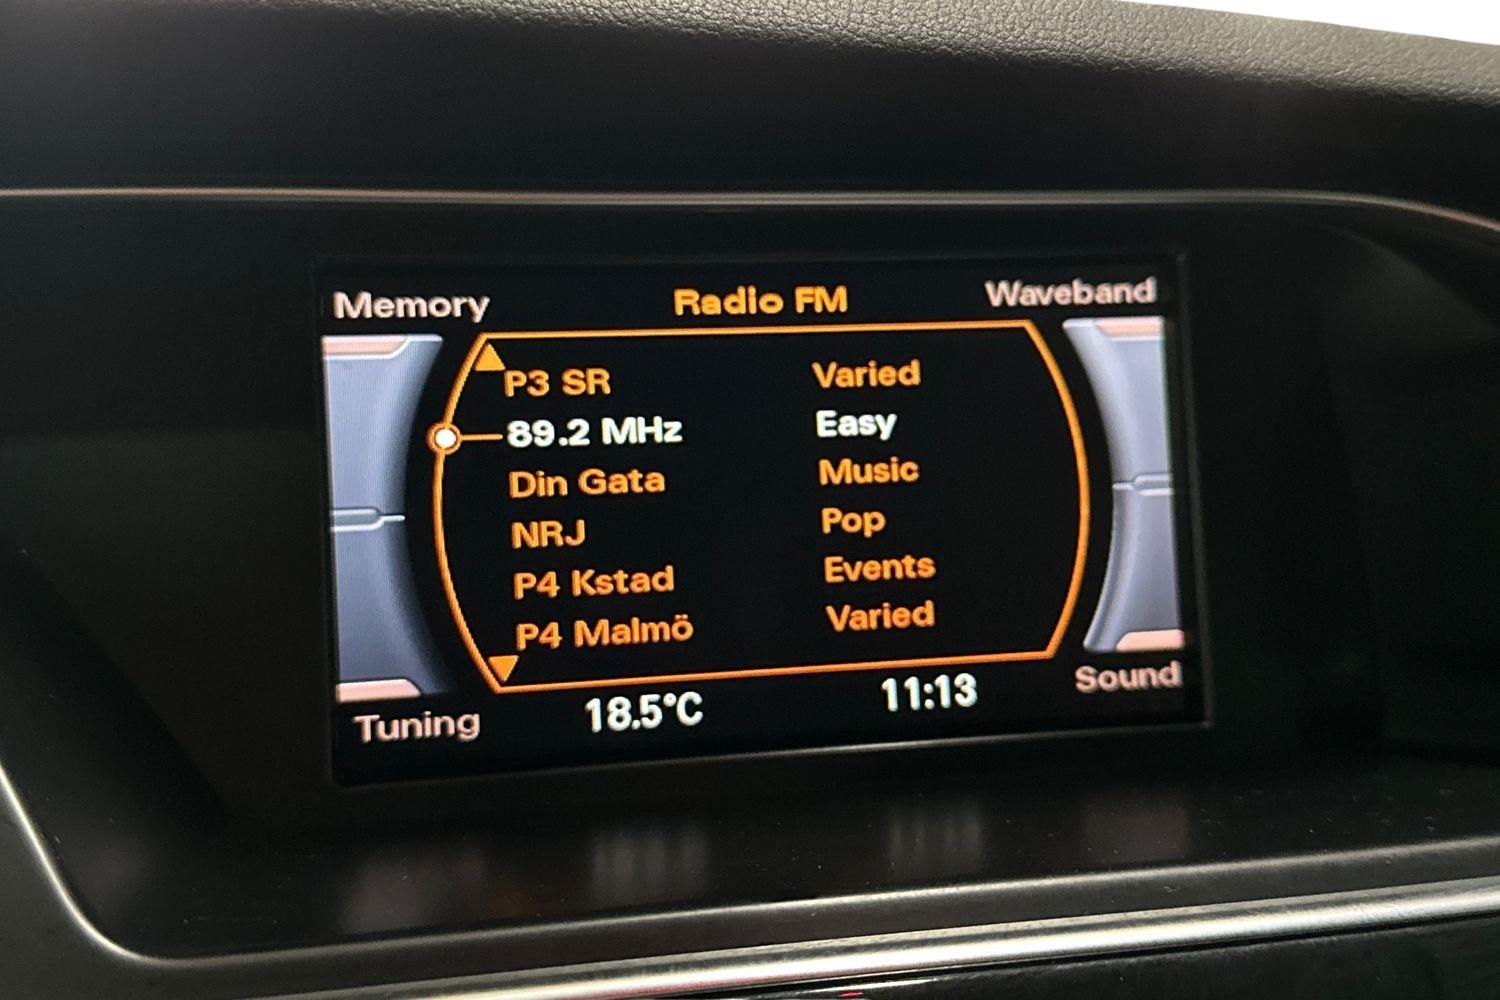 Memory Radio FM Waveband
P3 SR Varied
89.2 MHz Easy
Din Gata Music
NRJ Pop
P4 Kstad Events
P4 Malmö Varied
Tuning 18.5°C 11:13 Sound